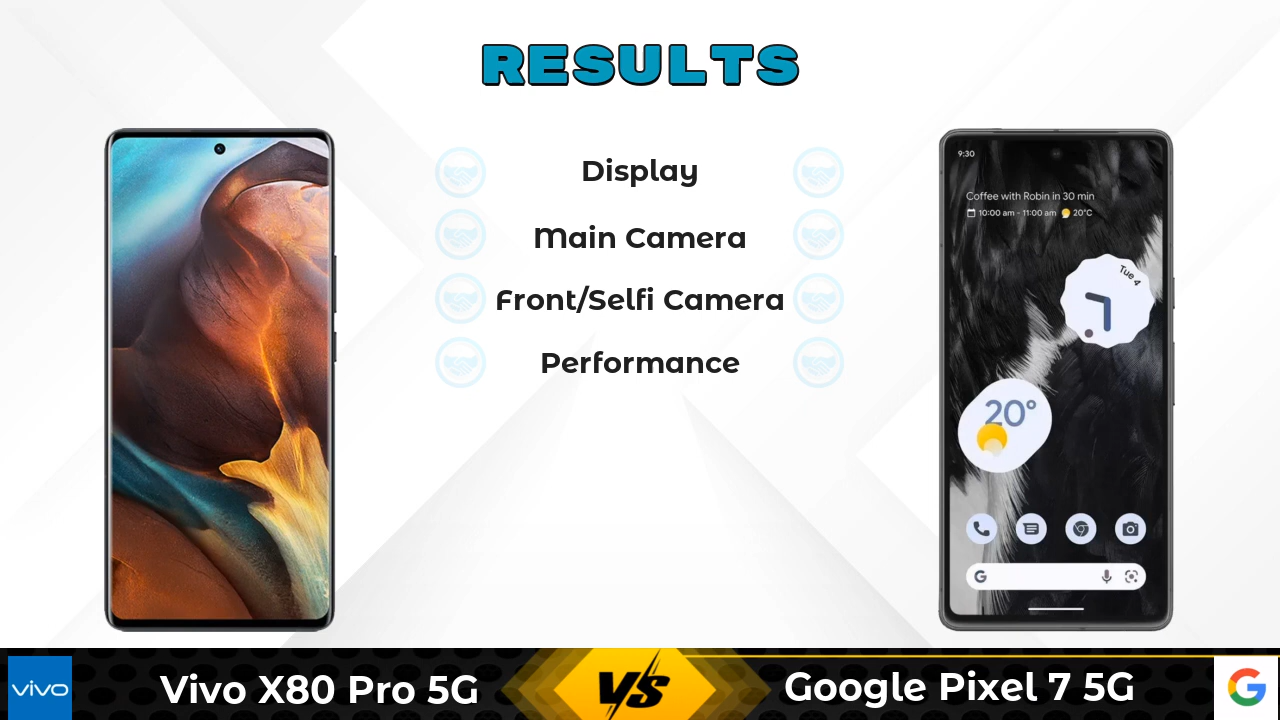 RESULTS
Display
Main Camera
Front/Selfi Camera
Performance
9:30
Coffee with Robin in 30 min
10:00 am - 11:00 am 20°C
Tue 4
20°
vivo
Vivo X80 Pro 5G
VS
Google Pixel 7 5G
G